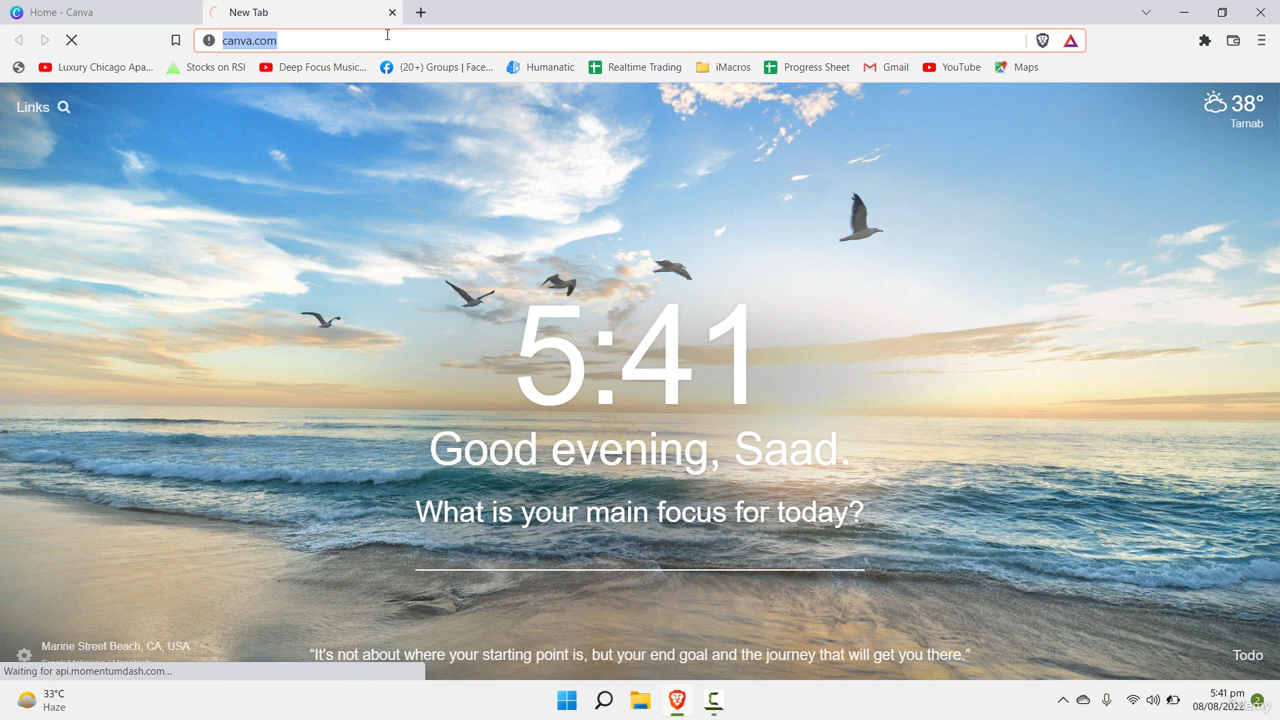 Home - Canva
New Tab
canva.com
Luxury Chicago Apa...
Stocks on RSI
Deep Focus Music...
(20+) Groups | Face...
Humanatic
Realtime Trading
iMacros
Progress Sheet
Gmail
YouTube
Maps
Links
38°
Tarnab
5:41
Good evening, Saad.
What is your main focus for today?
Marine Street Beach, CA, USA
"It's not about where your starting point is, but your end goal and the journey that will get you there."
Todo
Waiting for api.momentumdash.com...
33°C
Haze
5:41 pm
08/08/2022
2